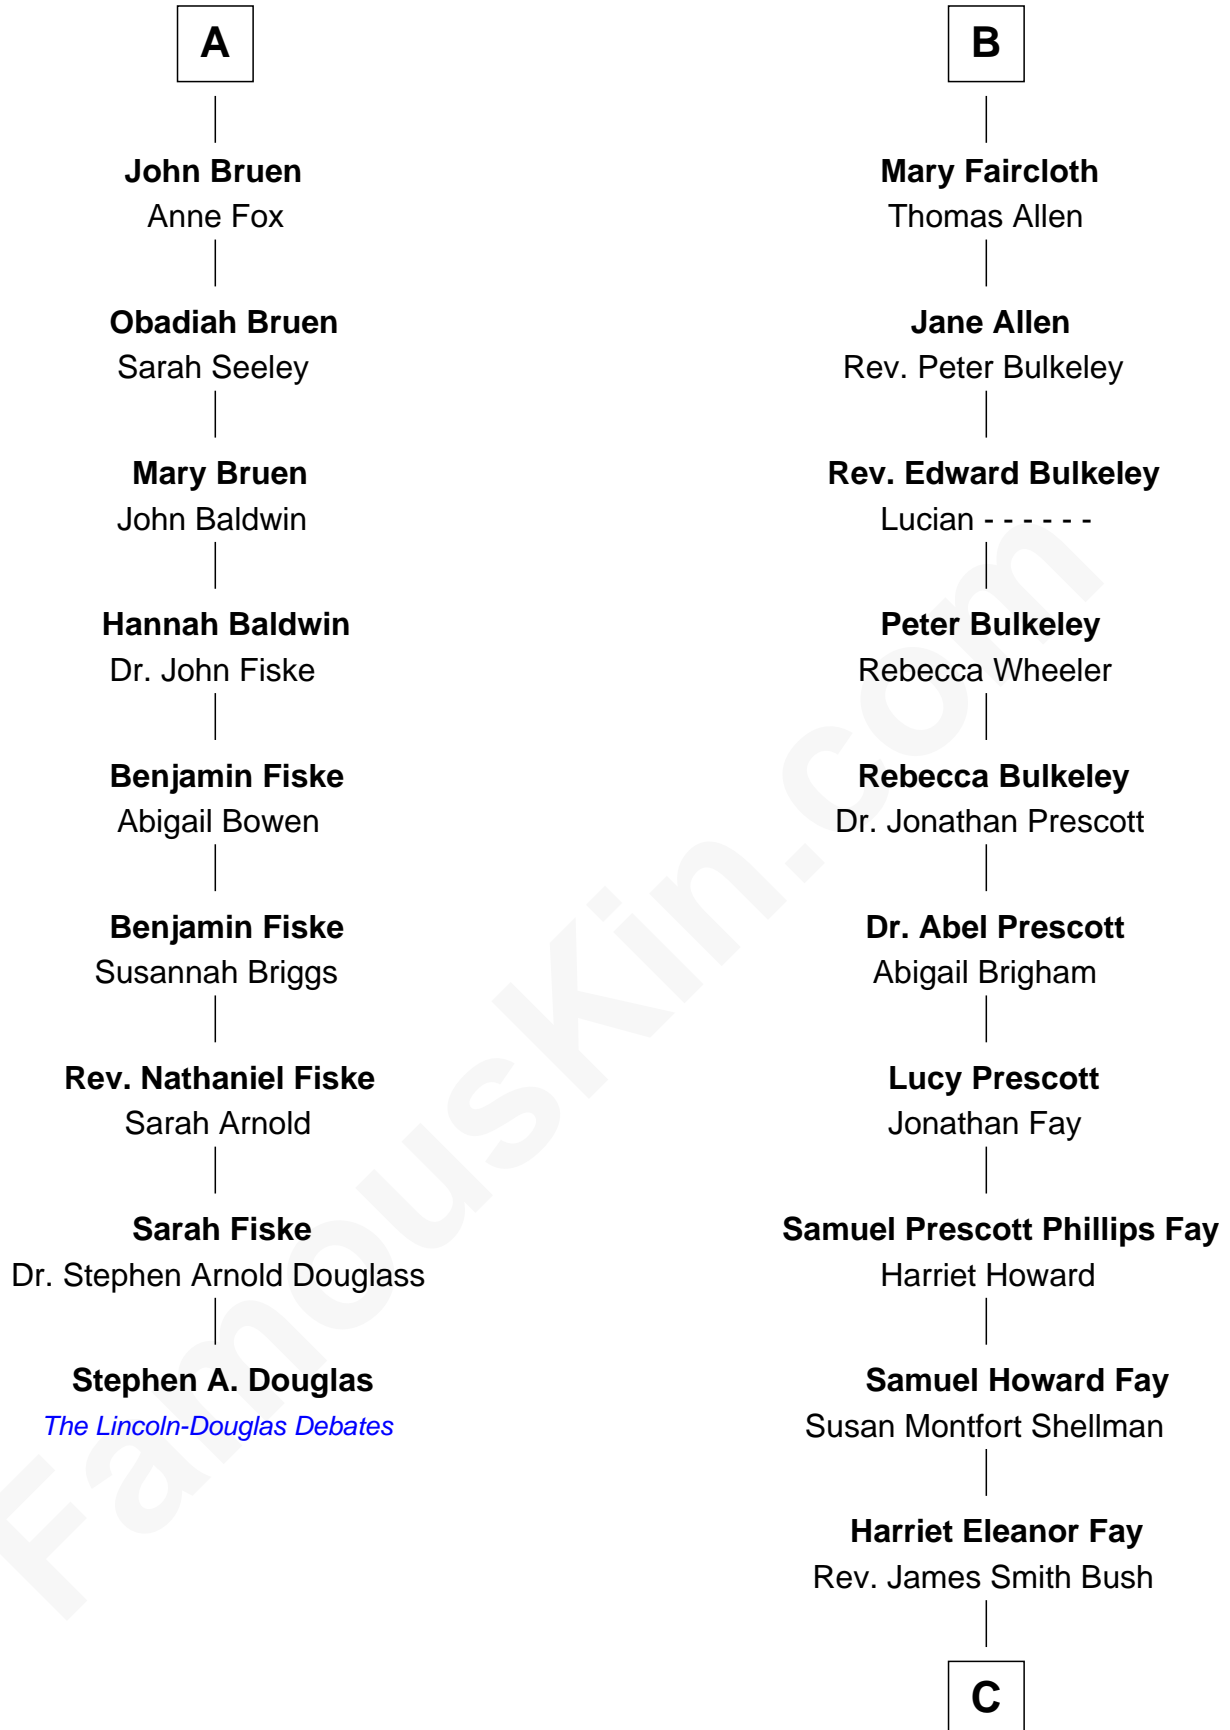 A
John Bruen
Anne Fox
Obadiah Bruen
Sarah Seeley
Mary Bruen
John Baldwin
Hannah Baldwin
Dr. John Fiske
Benjamin Fiske
Abigail Bowen
Benjamin Fiske
Susannah Briggs
Rev. Nathaniel Fiske
Sarah Arnold
Sarah Fiske
Dr. Stephen Arnold Douglass
Stephen A. Douglas
The Lincoln-Douglas Debates
B
Mary Faircloth
Thomas Allen
Jane Allen
Rev. Peter Bulkeley
Rev. Edward Bulkeley
Lucian - - - - - -
Peter Bulkeley
Rebecca Wheeler
Rebecca Bulkeley
Dr. Jonathan Prescott
Dr. Abel Prescott
Abigail Brigham
Lucy Prescott
Jonathan Fay
Samuel Prescott Phillips Fay
Harriet Howard
Samuel Howard Fay
Susan Montfort Shellman
Harriet Eleanor Fay
Rev. James Smith Bush
C
FamousKin.com